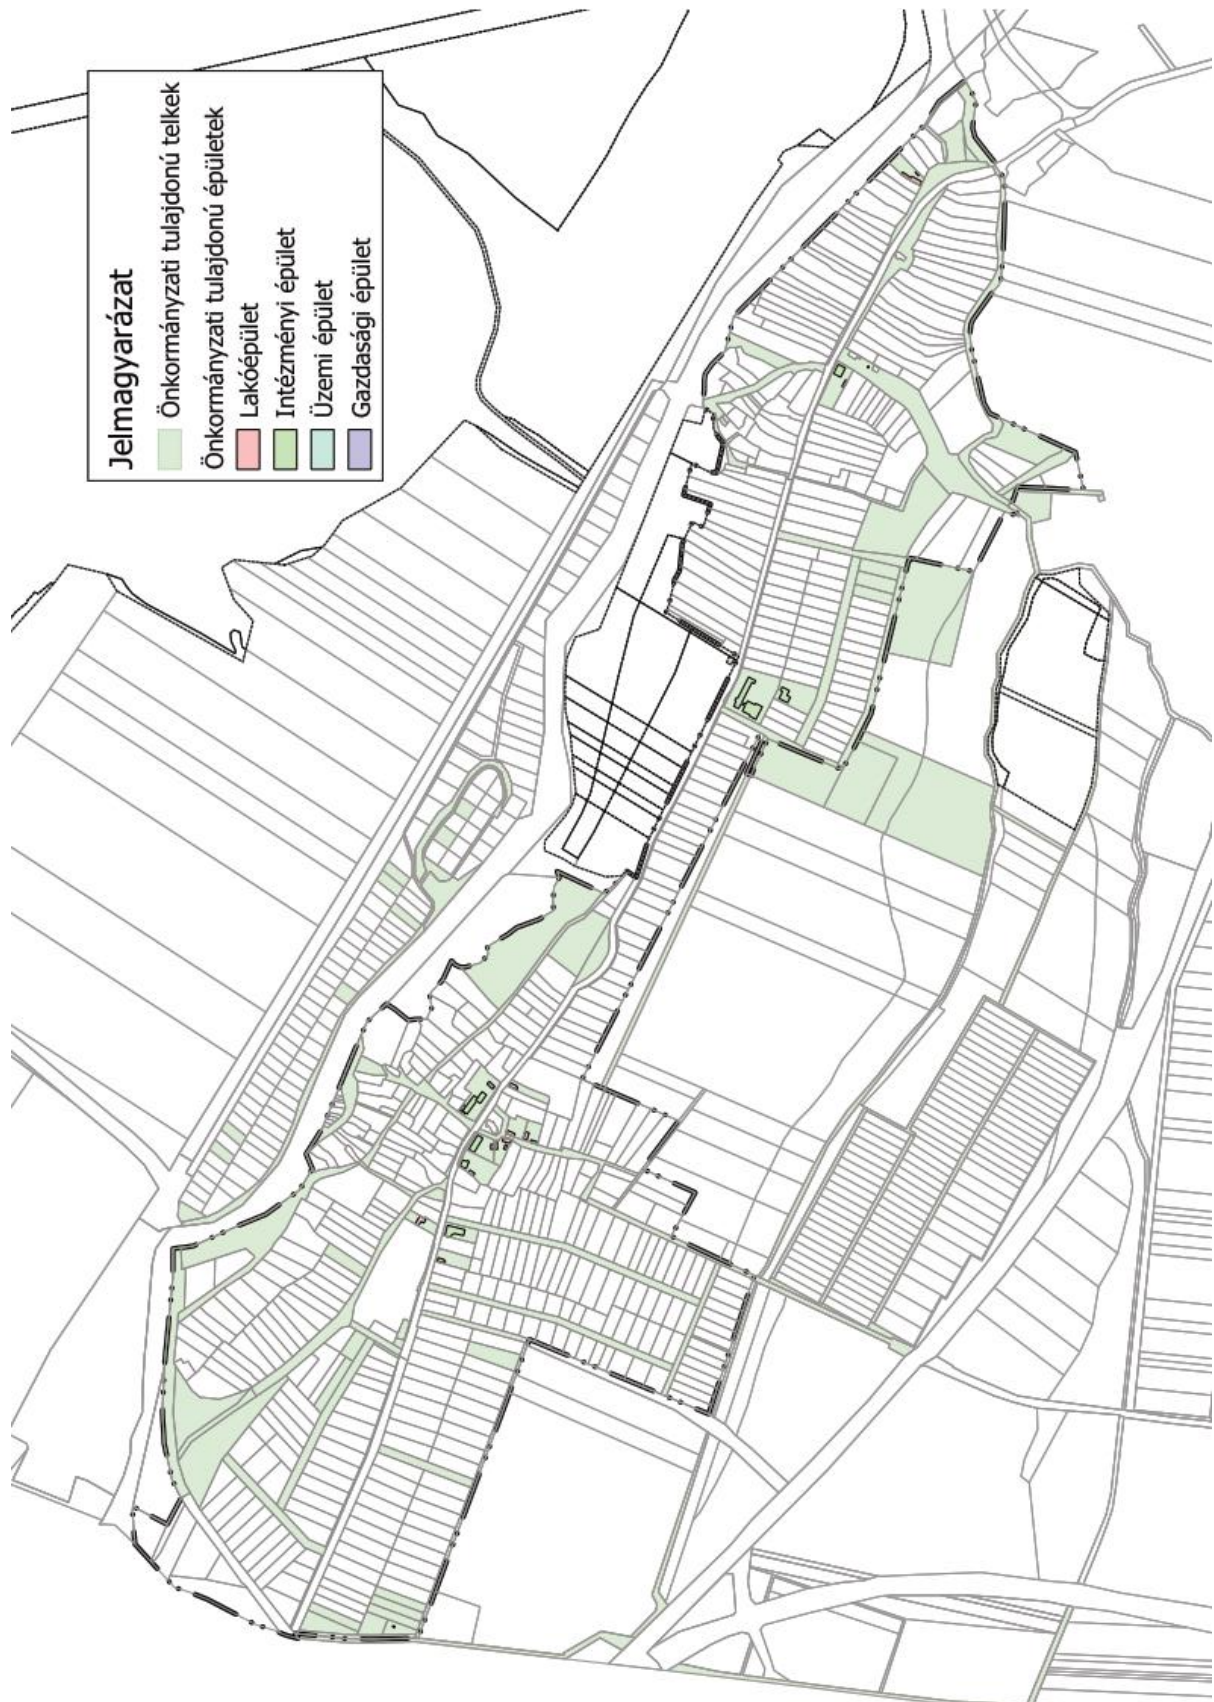 Jelmagyarázat
Önkormányzati tulajdonú telkek
Önkormányzati tulajdonú épületek
Lakóépület
Intézményi épület
Üzemi épület
Gazdasági épület